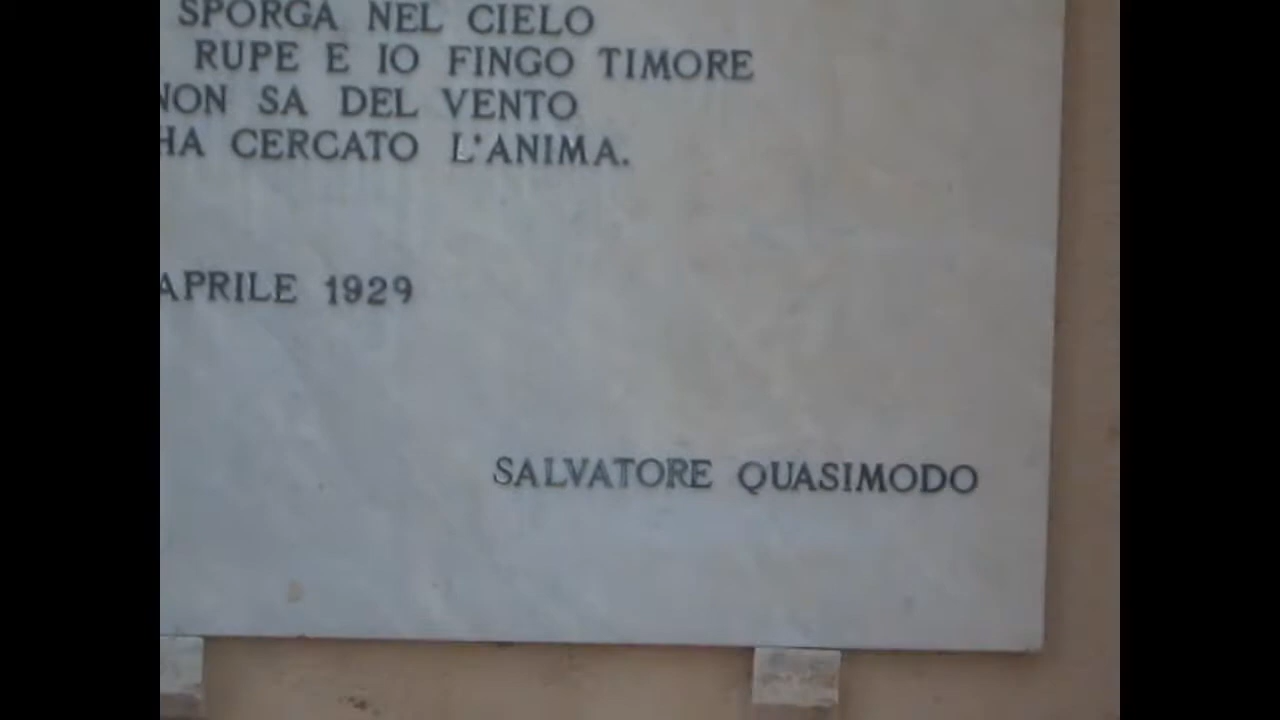 SPORGA NEL CIELO
RUPE E IO FINGO TIMORE
NON SA DEL VENTO
HA CERCATO L'ANIMA.
APRILE 1929
SALVATORE QUASIMODO